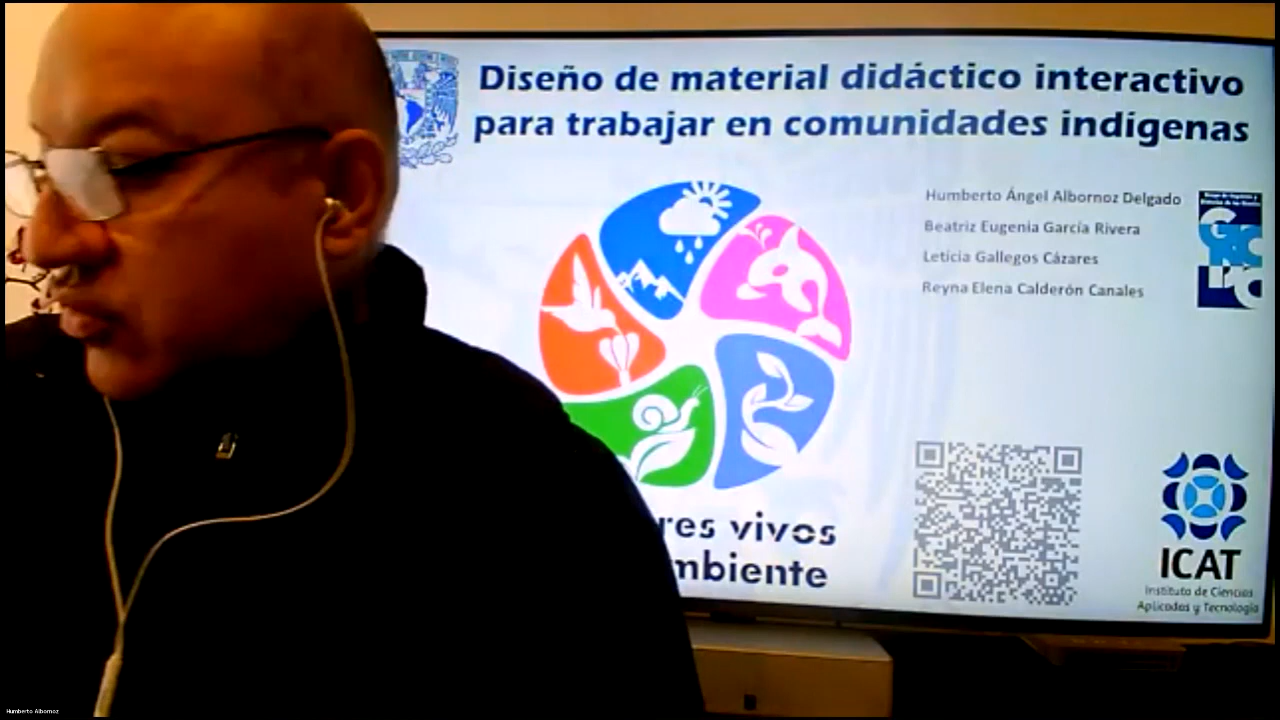 Diseño de material didáctico interactivo
para trabajar en comunidades indígenas
Humberto Ángel Albornoz Delgado
Beatriz Eugenia García Rivera
Leticia Gallegos Cázares
Reyna Elena Calderón Canales
res vivos
mbiente
ICAT
Instituto de Ciencias
Aplicadas y Tecnología
Humberto Albornoz